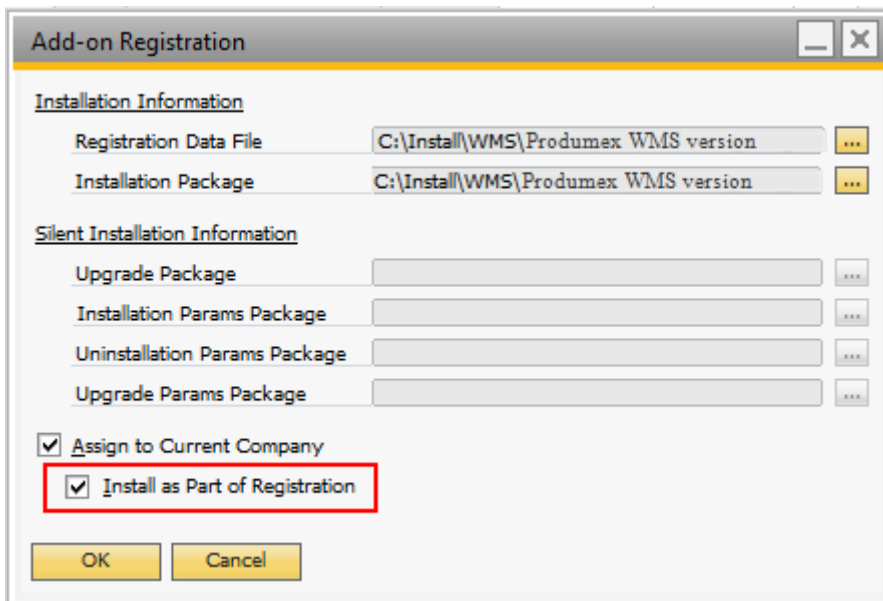 Add-on Registration
Installation Information
Registration Data File C:\Install\WMS\Produmex WMS version ...
Installation Package C:\Install\WMS\Produmex WMS version ...
Silent Installation Information
Upgrade Package ...
Installation Params Package ...
Uninstallation Params Package ...
Upgrade Params Package ...
Assign to Current Company
Install as Part of Registration
OK Cancel